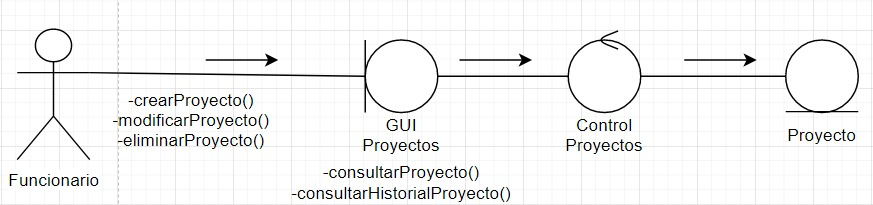 -crearProyecto()
-modificarProyecto()
-eliminarProyecto()
Funcionario
GUI
Proyectos
-consultarProyecto()
-consultarHistorialProyecto()
Control
Proyectos
Proyecto